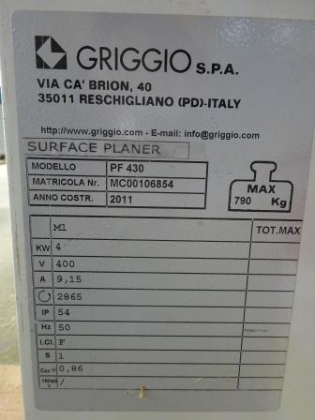 GRIGGIO S.P.A.
VIA CA' BRION, 40
35011 RESCHIGLIANO (PD)-ITALY
http://www.griggio.com - E-mail: info@griggio.com
SURFACE PLANER
MODELLO PF 430
MATRICOLA Nr. MC00106854
ANNO COSTR. 2011
MAX
790 Kg
M1 TOT.MAX
KW 4
V 400
A 9,15
2865
IP 54
Hz 50
I.Cl. F
S 1
Cos φ 0,86
/